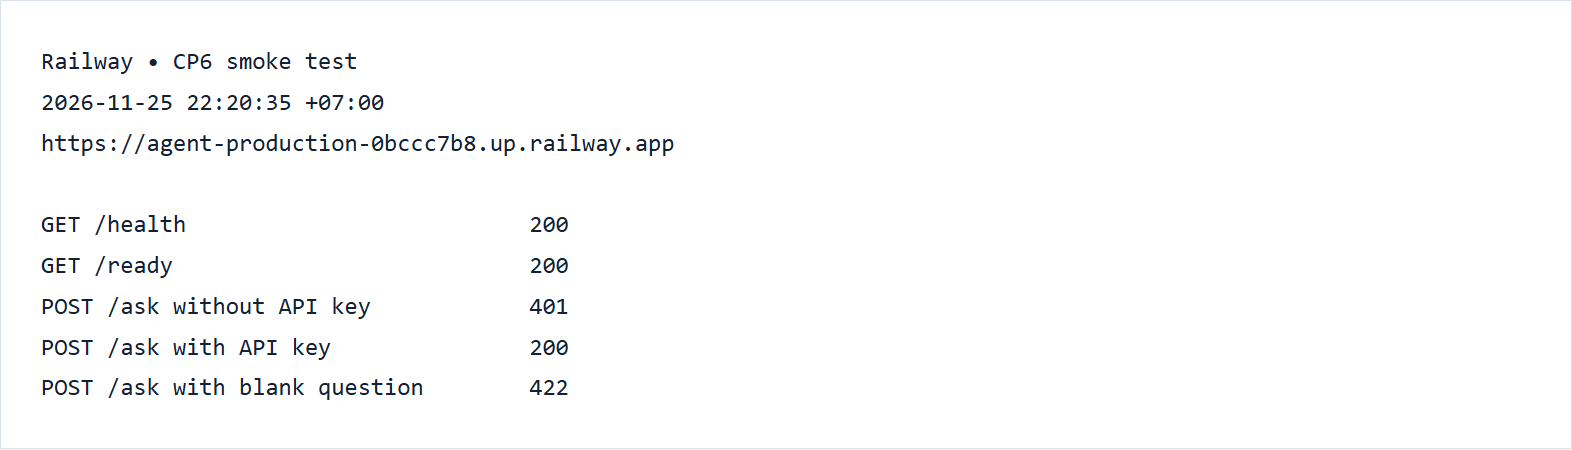 Railway • CP6 smoke test
2026-11-25 22:20:35 +07:00
https://agent-production-0bccc7b8.up.railway.app
GET /health 200
GET /ready 200
POST /ask without API key 401
POST /ask with API key 200
POST /ask with blank question 422